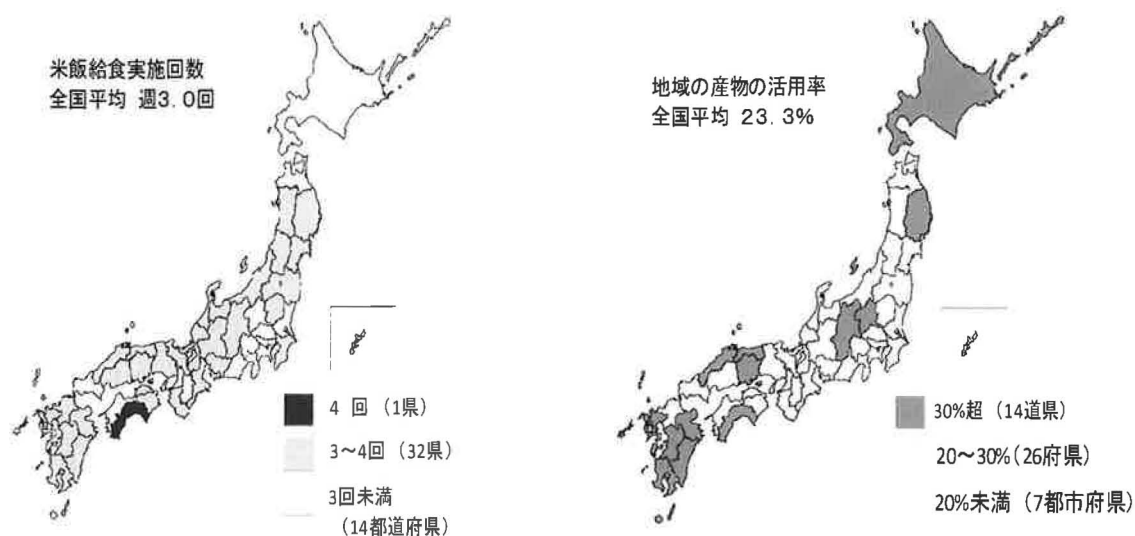 米飯給食実施回数
全国平均 週3.0回
4 回 (1県)
3～4回 (32県)
3回未満
(14都道府県)
地域の産物の活用率
全国平均 23.3%
30%超 (14道県)
20～30%(26府県)
20%未満 (7都市府県)